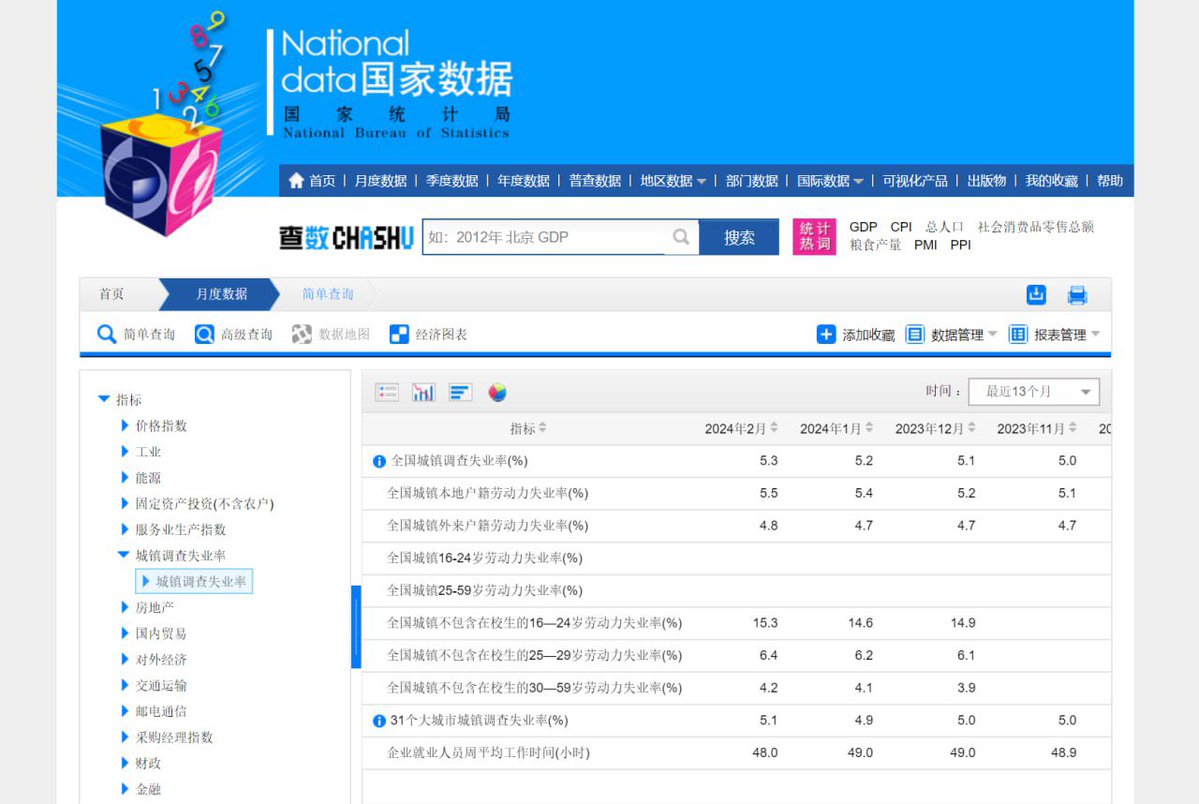 National
data国家数据
国家统计局
National Bureau of Statistics
首页 月度数据 季度数据 年度数据 普查数据 地区数据 部门数据 国际数据 可视化产品 出版物 我的收藏 帮助
查数CHASHU 如：2012年 北京 GDP 搜索 统计热词 GDP CPI 总人口 社会消费品零售总额
粮食产量 PMI PPI
首页 月度数据 简单查询
简单查询 高级查询 数据地图 经济图表 添加收藏 数据管理 报表管理
指标
价格指数
工业
能源
固定资产投资(不含农户)
服务业生产指数
城镇调查失业率
城镇调查失业率
房地产
国内贸易
对外经济
交通运输
邮电通信
采购经理指数
财政
金融
时间： 最近13个月
指标 2024年2月 2024年1月 2023年12月 2023年11月 20
全国城镇调查失业率(%) 5.3 5.2 5.1 5.0
全国城镇本地户籍劳动力失业率(%) 5.5 5.4 5.2 5.1
全国城镇外来户籍劳动力失业率(%) 4.8 4.7 4.7 4.7
全国城镇16-24岁劳动力失业率(%)
全国城镇25-59岁劳动力失业率(%)
全国城镇不包含在校生的16—24岁劳动力失业率(%) 15.3 14.6 14.9
全国城镇不包含在校生的25—29岁劳动力失业率(%) 6.4 6.2 6.1
全国城镇不包含在校生的30—59岁劳动力失业率(%) 4.2 4.1 3.9
31个大城市城镇调查失业率(%) 5.1 4.9 5.0 5.0
企业就业人员周平均工作时间(小时) 48.0 49.0 49.0 48.9